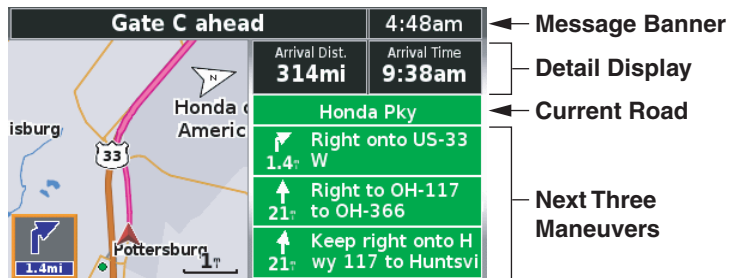 Gate C ahead
4:48am
Message Banner
Arrival Dist.
314mi
Arrival Time
9:38am
Detail Display
Honda Pky
Current Road
Right onto US-33
W
1.4
Right to OH-117
to OH-366
21
Keep right onto H
wy 117 to Huntsvi
21
Next Three
Maneuvers
N
Honda
Americ
isburg
33
Pottersburg
1
1.4mi